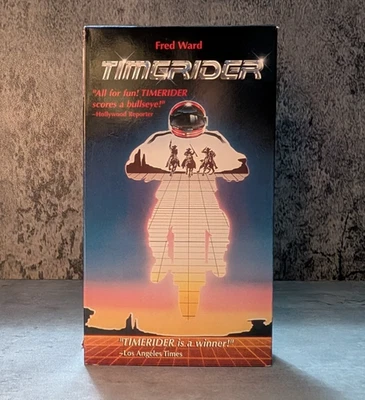 Fred Ward
TIMERIDER
"All for fun! TIMERIDER
scores a bullseye!"
–Hollywood Reporter
"TIMERIDER is a winner!"
–Los Angeles Times